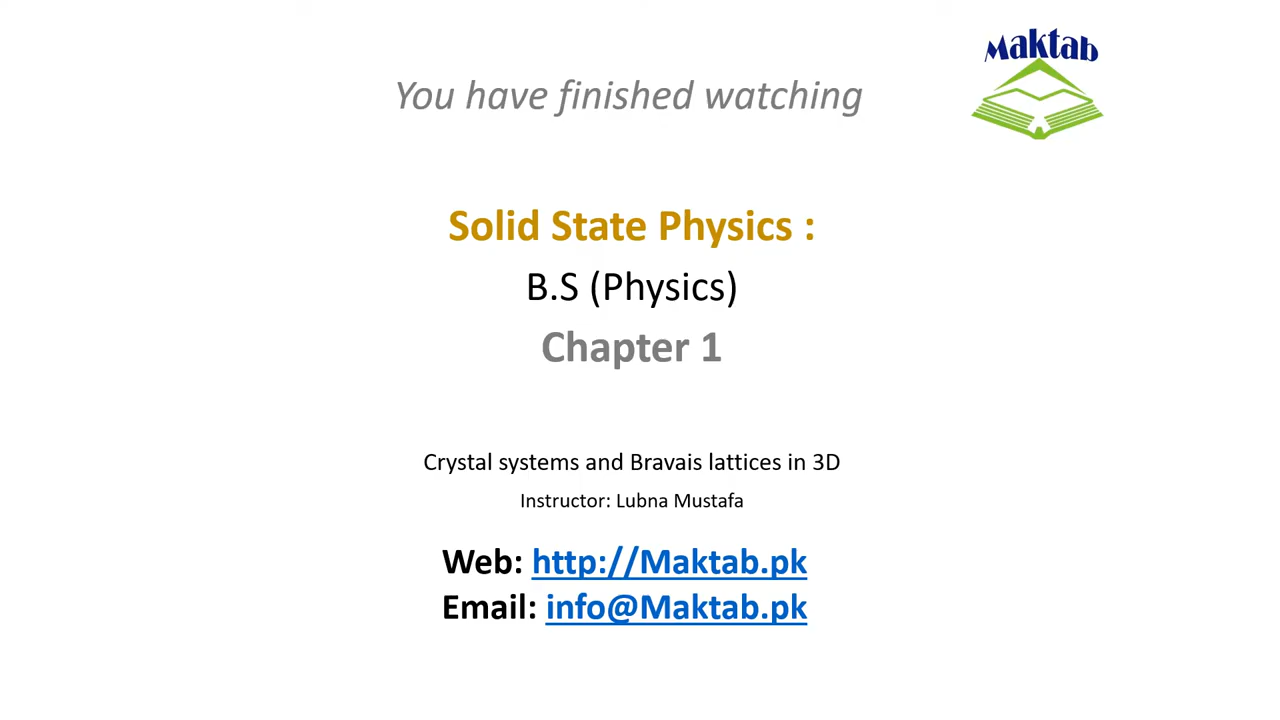 Maktab
You have finished watching
Solid State Physics :
B.S (Physics)
Chapter 1
Crystal systems and Bravais lattices in 3D
Instructor: Lubna Mustafa
Web: http://Maktab.pk
Email: info@Maktab.pk